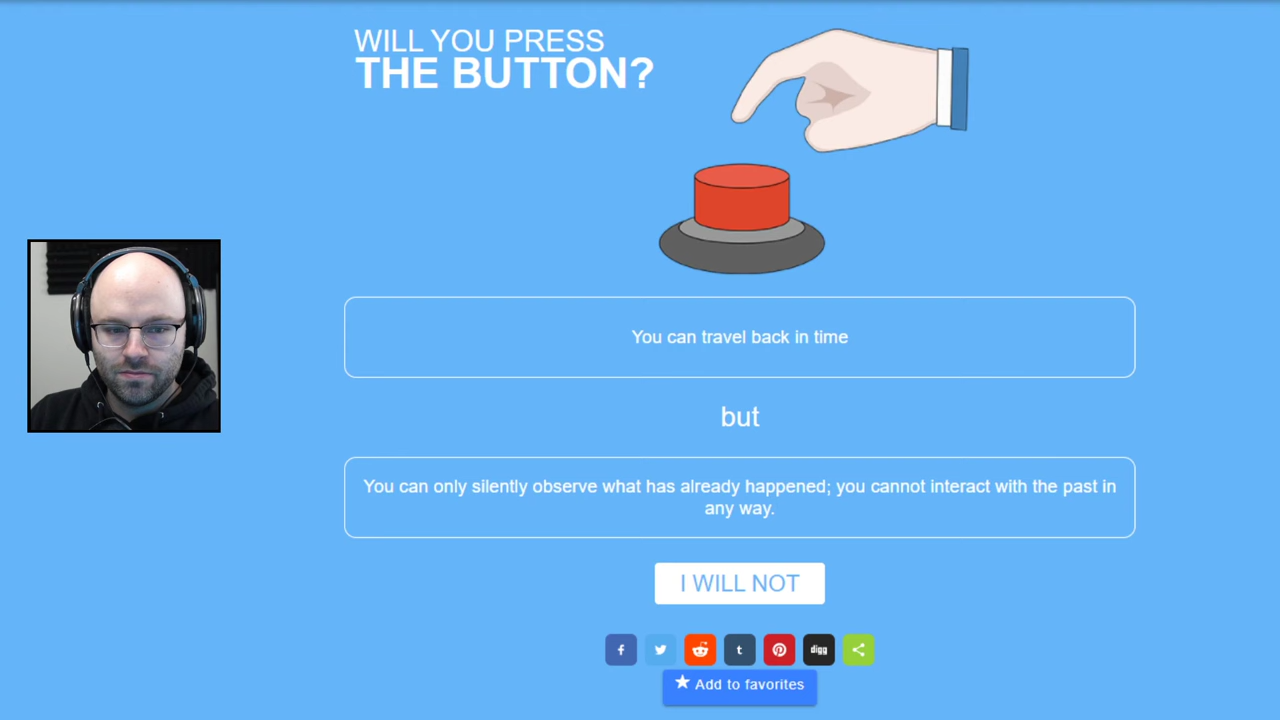 WILL YOU PRESS
THE BUTTON?
You can travel back in time
but
You can only silently observe what has already happened; you cannot interact with the past in
any way.
I WILL NOT
f
t
digg
Add to favorites